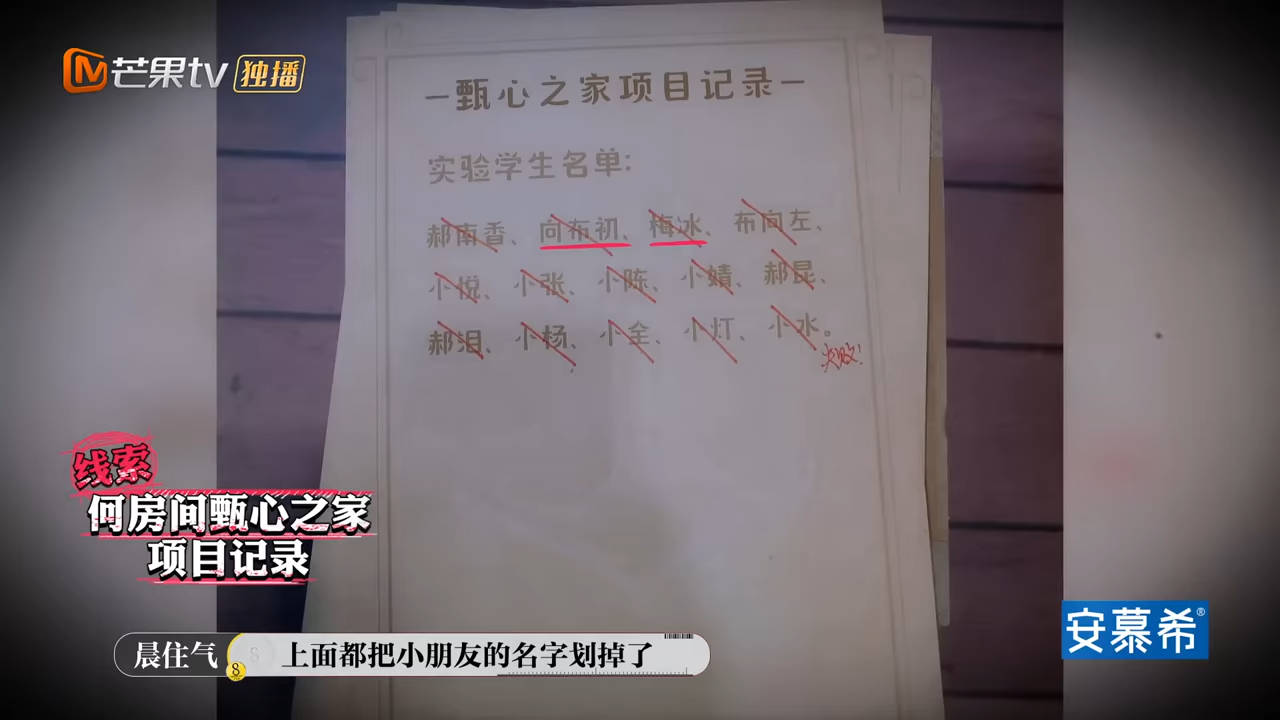 芒果tv 独播
—甄心之家项目记录—
实验学生名单:
郝南香、向布初、梅冰、布向左、
小悦、小张、小陈、小婧、郝昆、
郝泪、小杨、小全、小灯、小水。
失败!
线索
何房间甄心之家
项目记录
晨住气 8 上面都把小朋友的名字划掉了
安慕希®